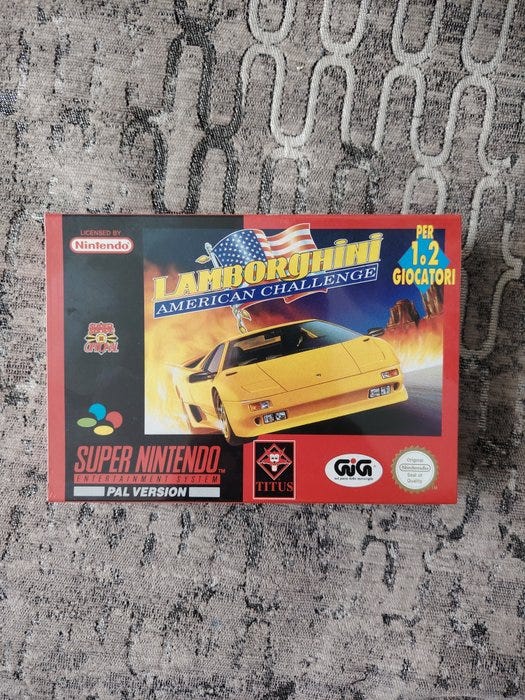 LICENSED BY
Nintendo
PER
1 o 2
GIOCATORI
LAMBORGHINI
AMERICAN CHALLENGE
SUPER NINTENDO™
ENTERTAINMENT SYSTEM
PAL VERSION
TITUS
GIG
Original
Nintendo
Seal of
Quality